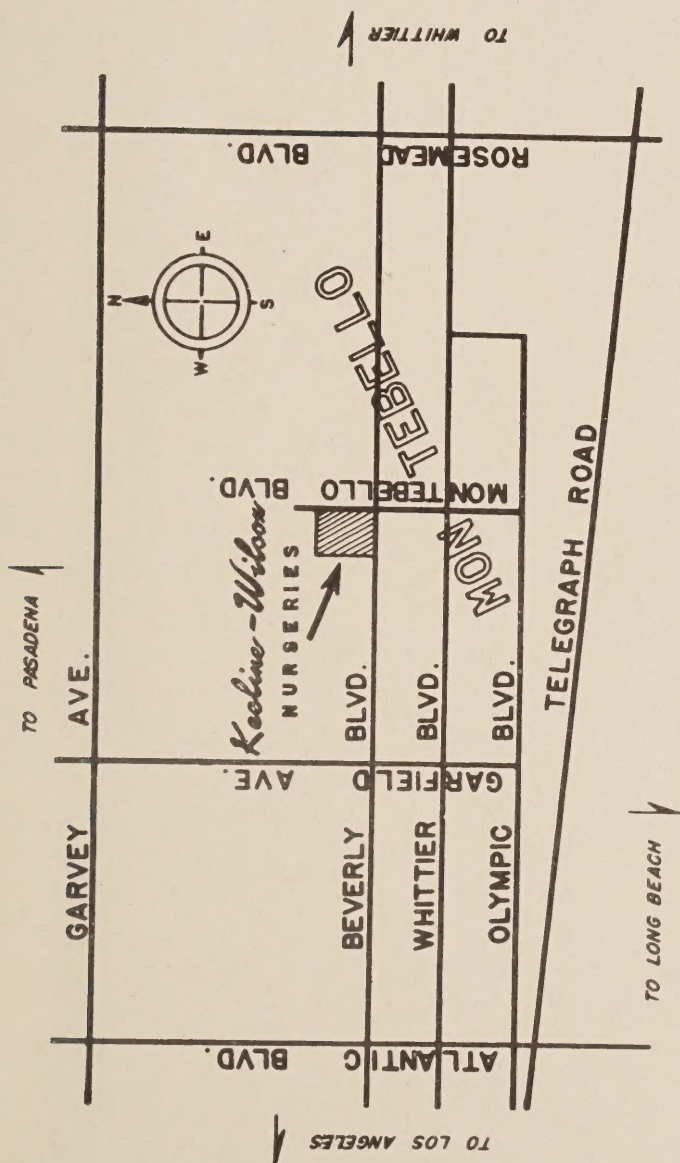 TO PASADENA
GARVEY AVE.
N
W E
S
Keeline-Wilcox
NURSERIES
MONTEBELLO
BEVERLY BLVD.
WHITTIER BLVD.
OLYMPIC BLVD.
TELEGRAPH ROAD
ATLANTIC BLVD.
GARFIELD AVE.
MONTEBELLO BLVD.
ROSEMEAD BLVD.
TO LOS ANGELES
TO WHITTIER
TO LONG BEACH